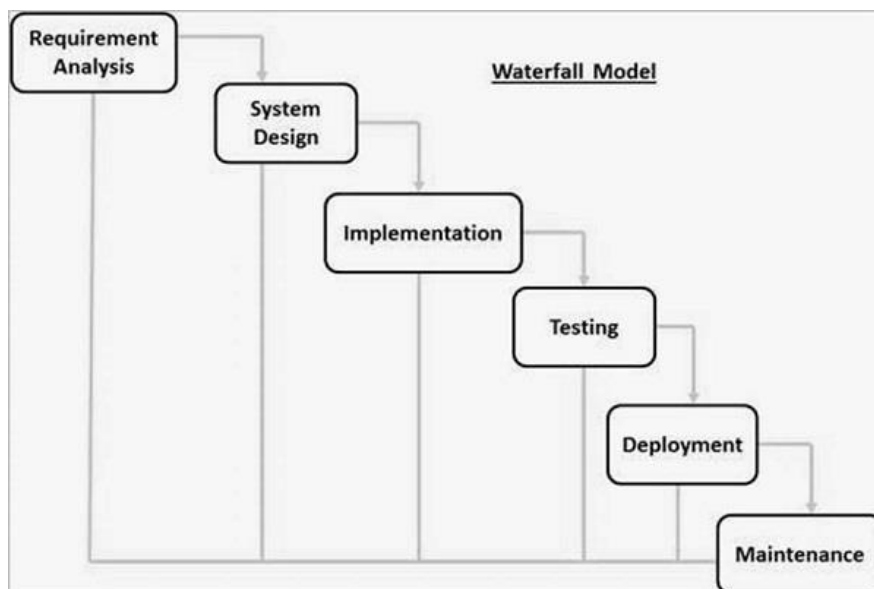 Requirement
Analysis
Waterfall Model
System
Design
Implementation
Testing
Deployment
Maintenance